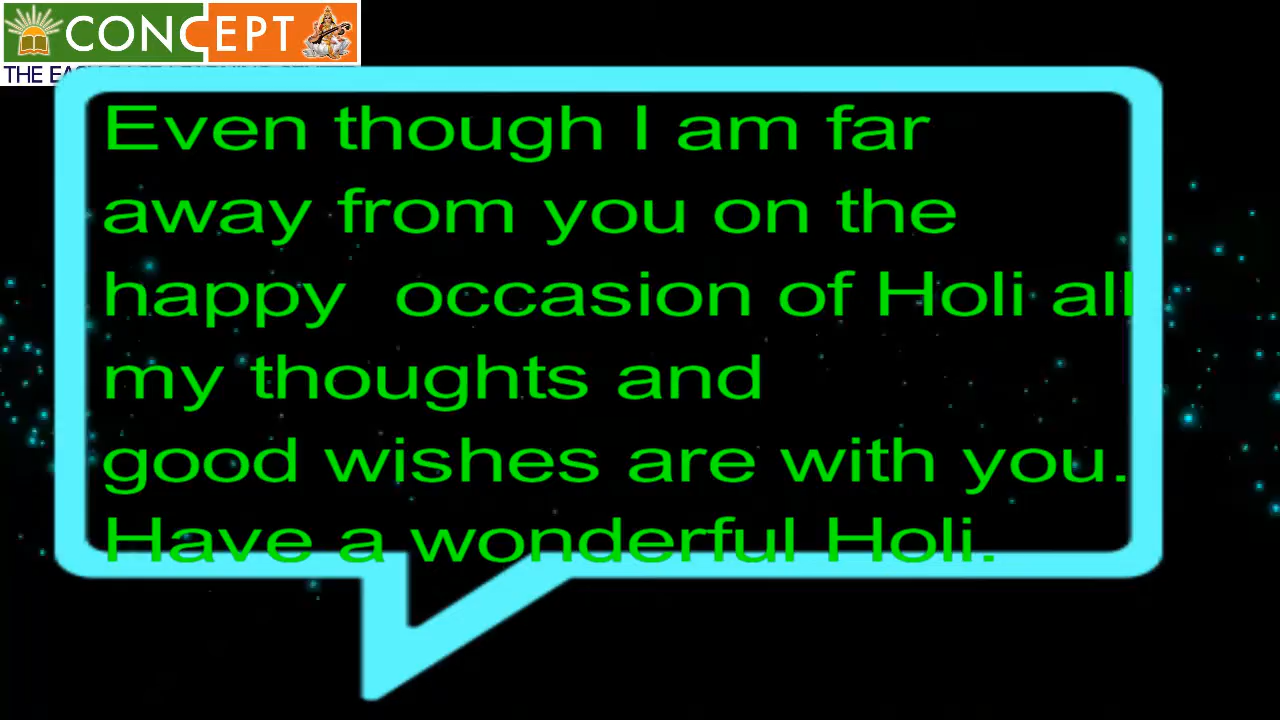 CONCEPT
THE
Even though I am far
away from you on the
happy  occasion of Holi all
my thoughts and
good wishes are with you.
Have a wonderful Holi.